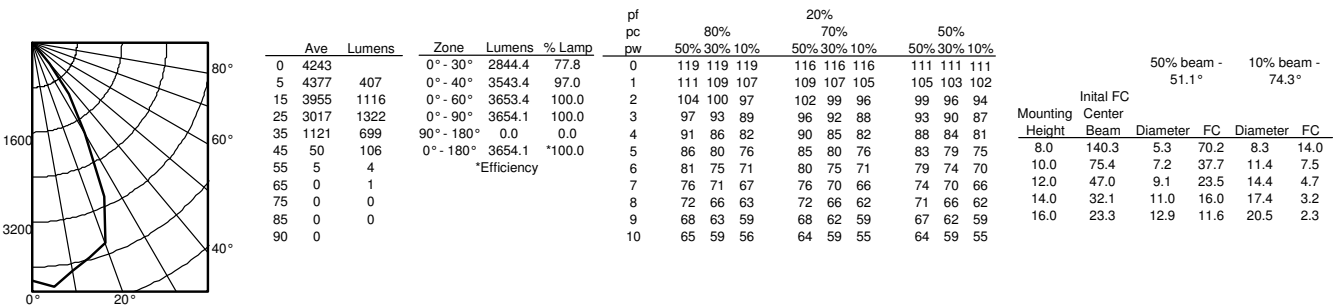 80°
60°
40°
20°
0°
1600
3200
Ave Lumens
0 4243
5 4377 407
15 3955 1116
25 3017 1322
35 1121 699
45 50 106
55 5 4
65 0 1
75 0 0
85 0 0
90 0
Zone Lumens % Lamp
0° - 30° 2844.4 77.8
0° - 40° 3543.4 97.0
0° - 60° 3653.4 100.0
0° - 90° 3654.1 100.0
90° - 180° 0.0 0.0
0° - 180° 3654.1 *100.0
*Efficiency
pf 20%
pc 80% 70% 50%
pw 50% 30% 10% 50% 30% 10% 50% 30% 10%
0 119 119 119 116 116 116 111 111 111
1 111 109 107 109 107 105 105 103 102
2 104 100 97 102 99 96 99 96 94
3 97 93 89 96 92 88 93 90 87
4 91 86 82 90 85 82 88 84 81
5 86 80 76 85 80 76 83 79 75
6 81 75 71 80 75 71 79 74 70
7 76 71 67 76 70 66 74 70 66
8 72 66 63 72 66 62 71 66 62
9 68 63 59 68 62 59 67 62 59
10 65 59 56 64 59 55 64 59 55
50% beam - 10% beam -
51.1° 74.3°
Inital FC
Mounting Center
Height Beam Diameter FC Diameter FC
8.0 140.3 5.3 70.2 8.3 14.0
10.0 75.4 7.2 37.7 11.4 7.5
12.0 47.0 9.1 23.5 14.4 4.7
14.0 32.1 11.0 16.0 17.4 3.2
16.0 23.3 12.9 11.6 20.5 2.3